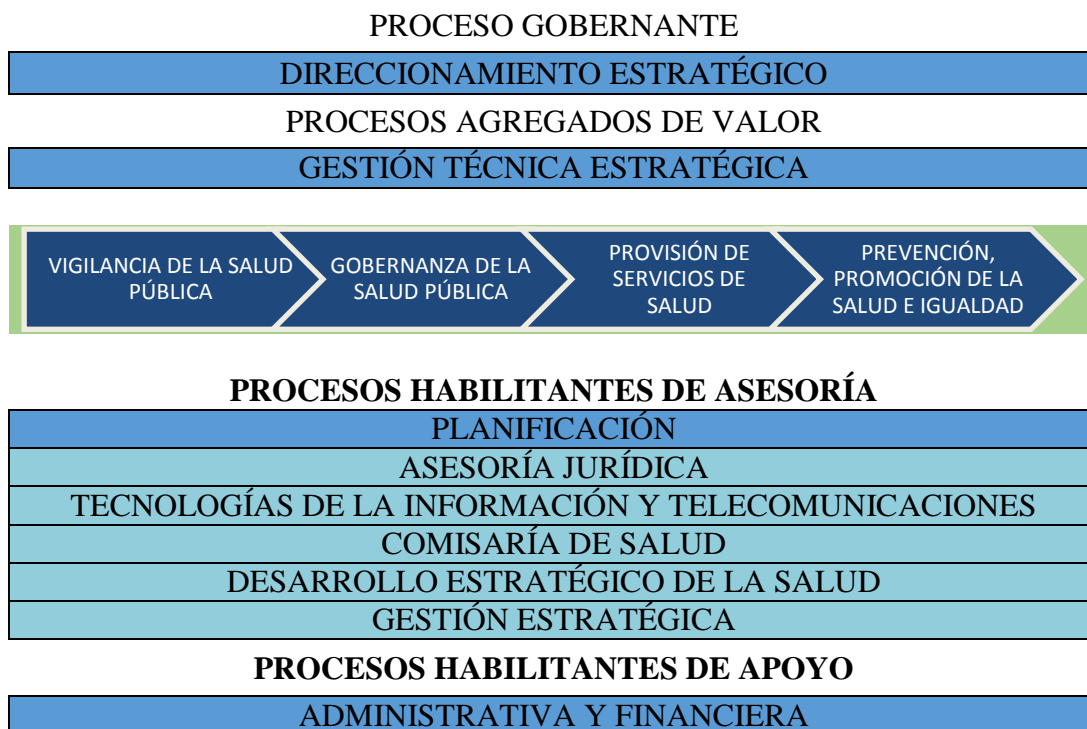 PROCESO GOBERNANTE
DIRECCIONAMIENTO ESTRATÉGICO
PROCESOS AGREGADOS DE VALOR
GESTIÓN TÉCNICA ESTRATÉGICA
VIGILANCIA DE LA SALUD
PÚBLICA
GOBERNANZA DE LA
SALUD PÚBLICA
PROVISIÓN DE
SERVICIOS DE
SALUD
PREVENCIÓN,
PROMOCIÓN DE LA
SALUD E IGUALDAD
PROCESOS HABILITANTES DE ASESORÍA
PLANIFICACIÓN
ASESORÍA JURÍDICA
TECNOLOGÍAS DE LA INFORMACIÓN Y TELECOMUNICACIONES
COMISARÍA DE SALUD
DESARROLLO ESTRATÉGICO DE LA SALUD
GESTIÓN ESTRATÉGICA
PROCESOS HABILITANTES DE APOYO
ADMINISTRATIVA Y FINANCIERA